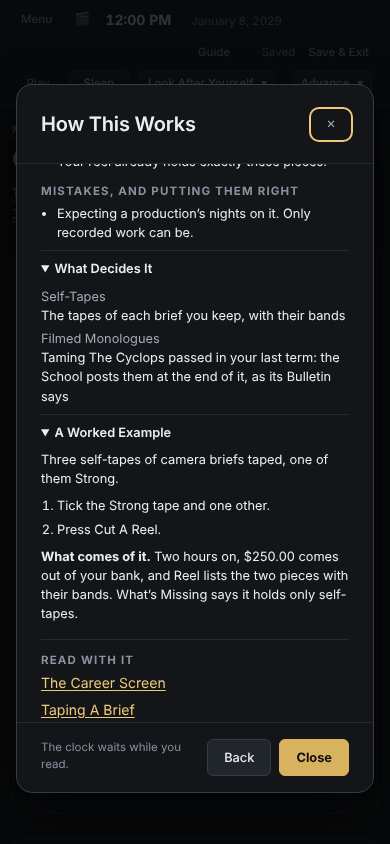 Menu 🎬 12:00 PM January 8, 2029
Guide Saved Save & Exit
Play Sleep Look After Yourself ▾ Advance ▾
How This Works
×
Your reel already holds exactly these pieces.
MISTAKES, AND PUTTING THEM RIGHT
• Expecting a production’s nights on it. Only
recorded work can be.
▼ What Decides It
Self-Tapes
The tapes of each brief you keep, with their bands
Filmed Monologues
Taming The Cyclops passed in your last term: the
School posts them at the end of it, as its Bulletin
says
▼ A Worked Example
Three self-tapes of camera briefs taped, one of
them Strong.
1. Tick the Strong tape and one other.
2. Press Cut A Reel.
What comes of it. Two hours on, $250.00 comes
out of your bank, and Reel lists the two pieces with
their bands. What’s Missing says it holds only self-
tapes.
READ WITH IT
The Career Screen
Taping A Brief
The clock waits while you
read.
Back
Close